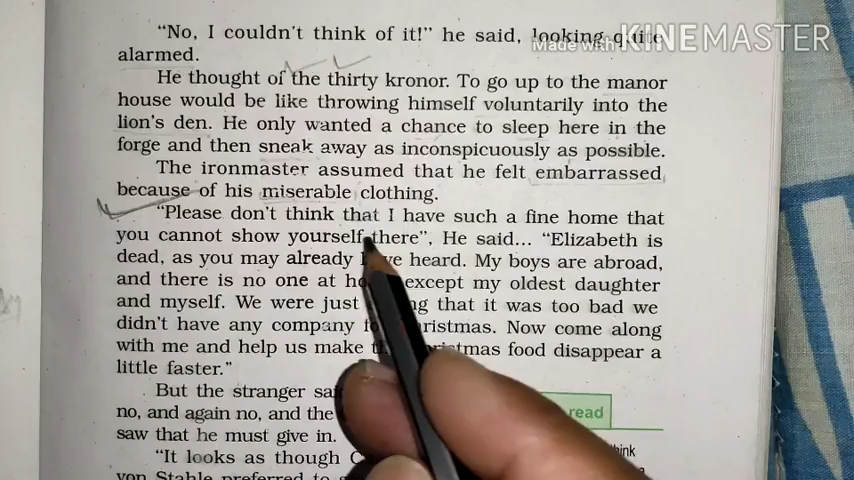 "No, I couldn't think of it!" he said, looking quite
Made with KINEMASTER
alarmed.
He thought of the thirty kronor. To go up to the manor
house would be like throwing himself voluntarily into the
lion's den. He only wanted a chance to sleep here in the
forge and then sneak away as inconspicuously as possible.
The ironmaster assumed that he felt embarrassed
because of his miserable clothing.
"Please don't think that I have such a fine home that
you cannot show yourself there", He said... "Elizabeth is
dead, as you may already have heard. My boys are abroad,
and there is no one at except my oldest daughter
and myself. We were just that it was too bad we
didn't have any company Christmas. Now come along
with me and help us make Christmas food disappear a
little faster."
But the stranger
no, and again no, and the
read
saw that he must give in.
"It looks as though
von Stahle preferred to